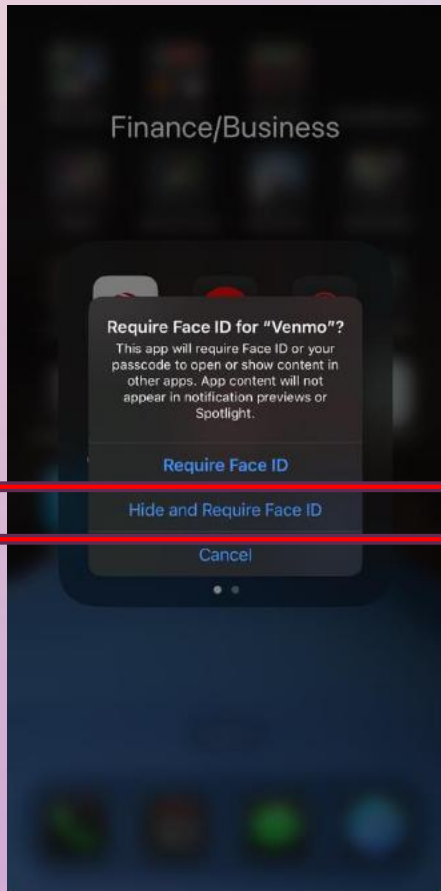 Finance/Business
Require Face ID for “Venmo”?
This app will require Face ID or your
passcode to open or show content in
other apps. App content will not
appear in notification previews or
Spotlight.
Require Face ID
Hide and Require Face ID
Cancel